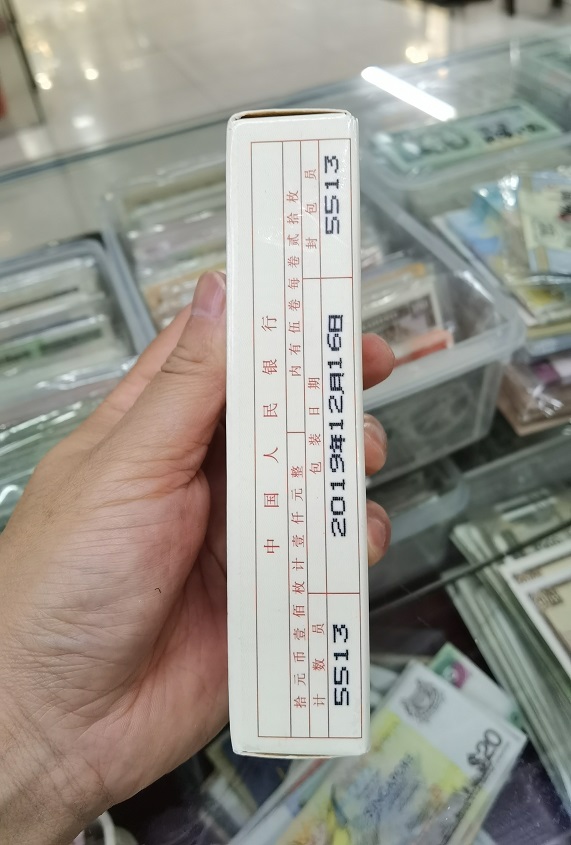 中国人民银行
拾元币壹佰枚计壹仟元整
内有伍卷每卷贰拾枚
计数员
包装日期
封包员
5513
2019年12月16日
5513
$20